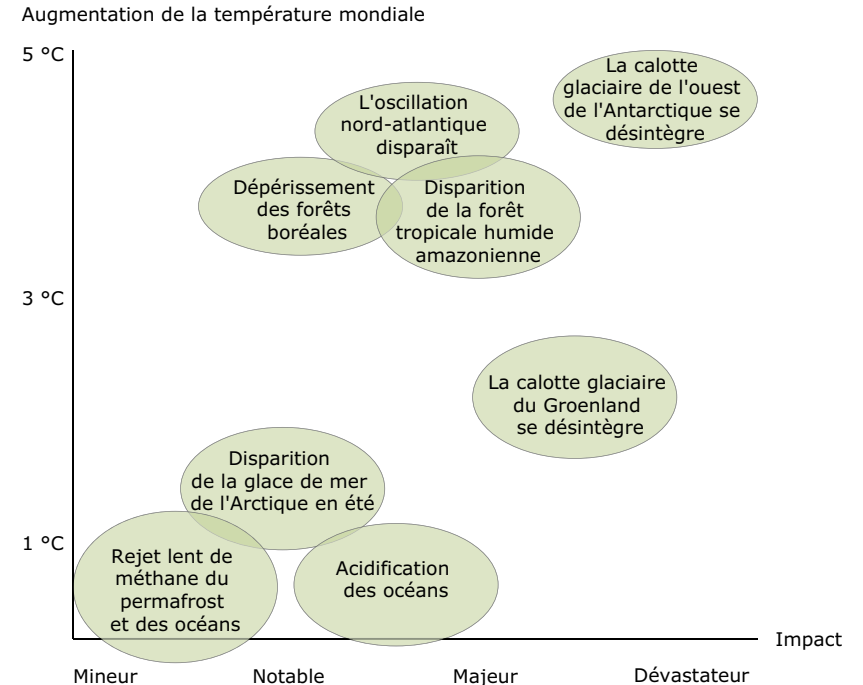 Augmentation de la température mondiale
5 °C
La calotte
glaciaire de l'ouest
de l'Antarctique se
désintègre
L'oscillation
nord-atlantique
disparaît
Dépérissement
des forêts
boréales
Disparition
de la forêt
tropicale humide
amazonienne
3 °C
La calotte glaciaire
du Groenland
se désintègre
Disparition
de la glace de mer
de l'Arctique en été
1 °C
Rejet lent de
méthane du
permafrost
et des océans
Acidification
des océans
Impact
Mineur
Notable
Majeur
Dévastateur